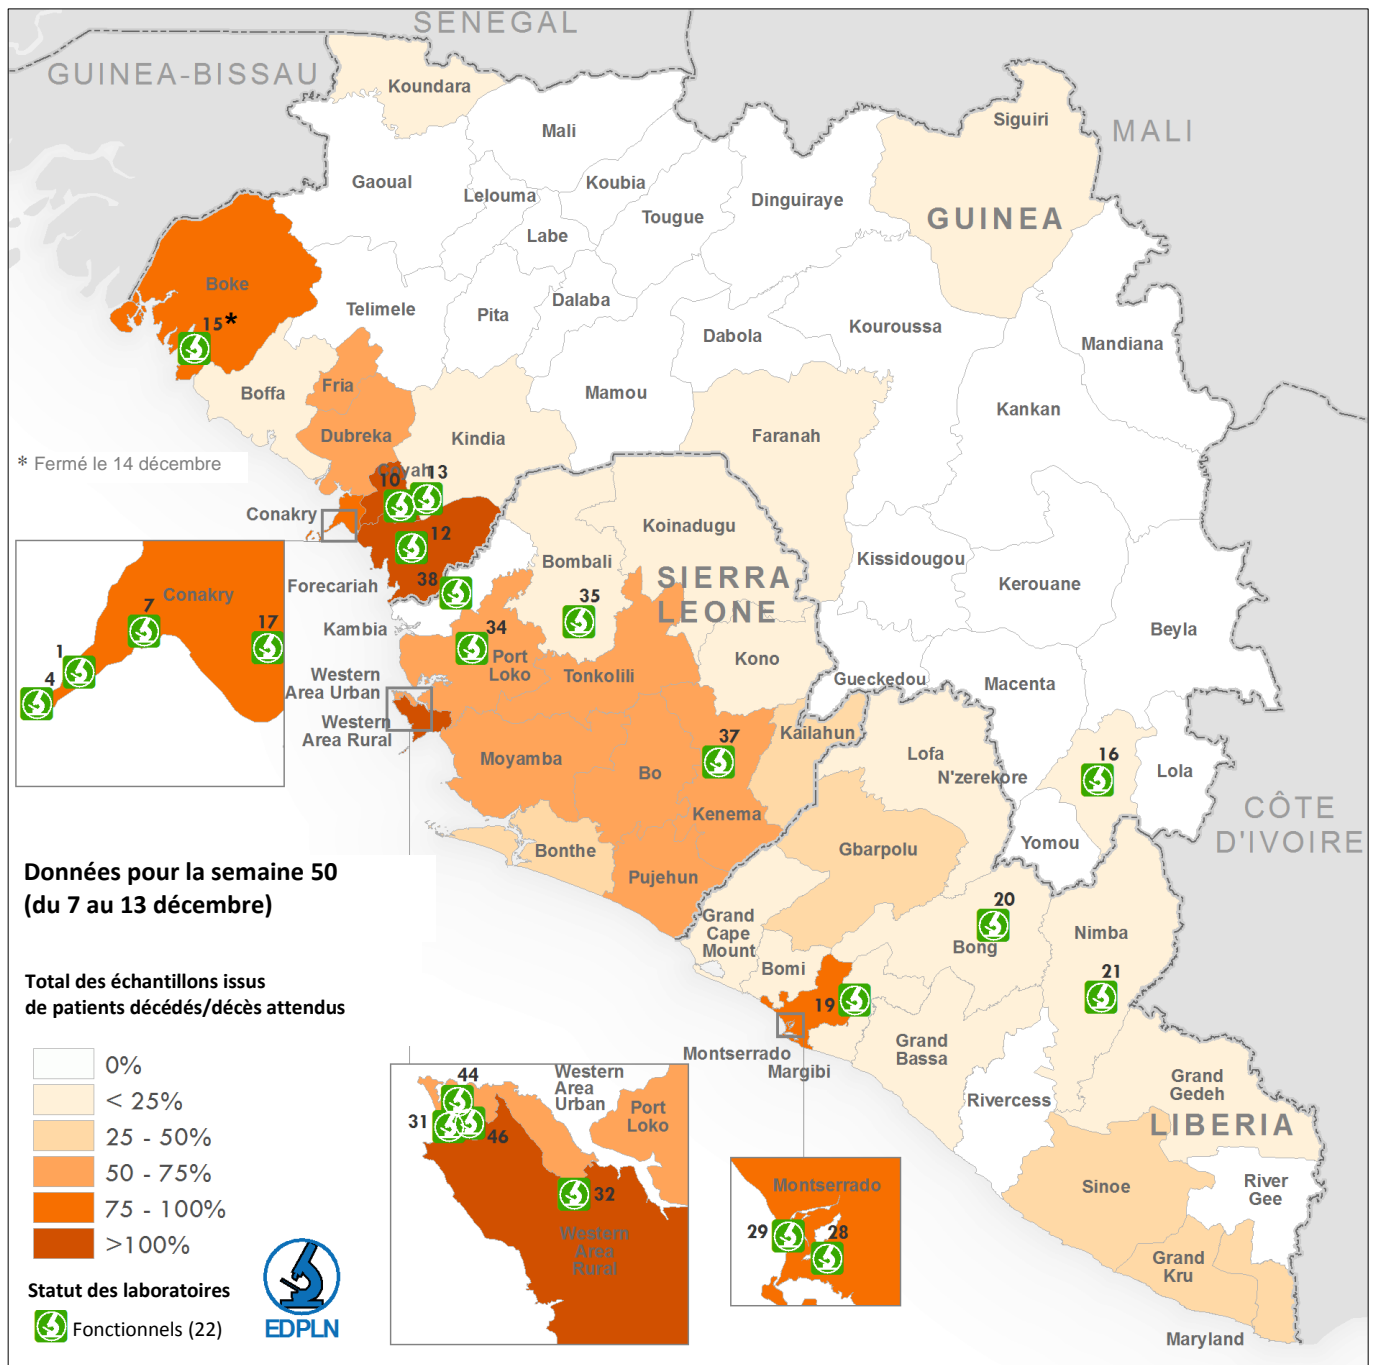 SENEGAL
GUINEA-BISSAU
Koundara
Siguiri
MALI
Mali
Gaoual
Koubia
Lelouma
Dinguiraye
Tougue
GUINEA
Labe
Boke
Dalaba
Telimele
Pita
15*
Kouroussa
Dabola
Mandiana
Fria
Boffa
Mamou
Kankan
Dubreka
Kindia
Faranah
* Fermé le 14 décembre
Coyah
13
10
Conakry
Koinadugu
12
Bombali
Kissidougou
Forecariah
38
SIERRA
LEONE
Kerouane
Conakry
7
17
1
4
35
Kambia
34
Port
Loko
Beyla
Kono
Western
Area Urban
Tonkolili
Gueckedou
Macenta
Western
Area Rural
Kailahun
37
Moyamba
Lofa
16
Bo
N'zerekore
Lola
Kenema
CÔTE
D'IVOIRE
Bonthe
Gbarpolu
Yomou
Pujehun
Données pour la semaine 50
(du 7 au 13 décembre)
20
Grand
Cape
Mount
Nimba
Bong
Bomi
21
Total des échantillons issus
de patients décédés/décès attendus
19
Grand
Bassa
Montserrado
Margibi
0%
< 25%
25 - 50%
50 - 75%
75 - 100%
>100%
Grand
Gedeh
Rivercess
LIBERIA
44
Western
Area
Urban
Port
Loko
31
46
32
Western
Area
Rural
Sinoe
River
Gee
Montserrado
29
28
Grand
Kru
Maryland
Statut des laboratoires
Fonctionnels (22)
EDPLN